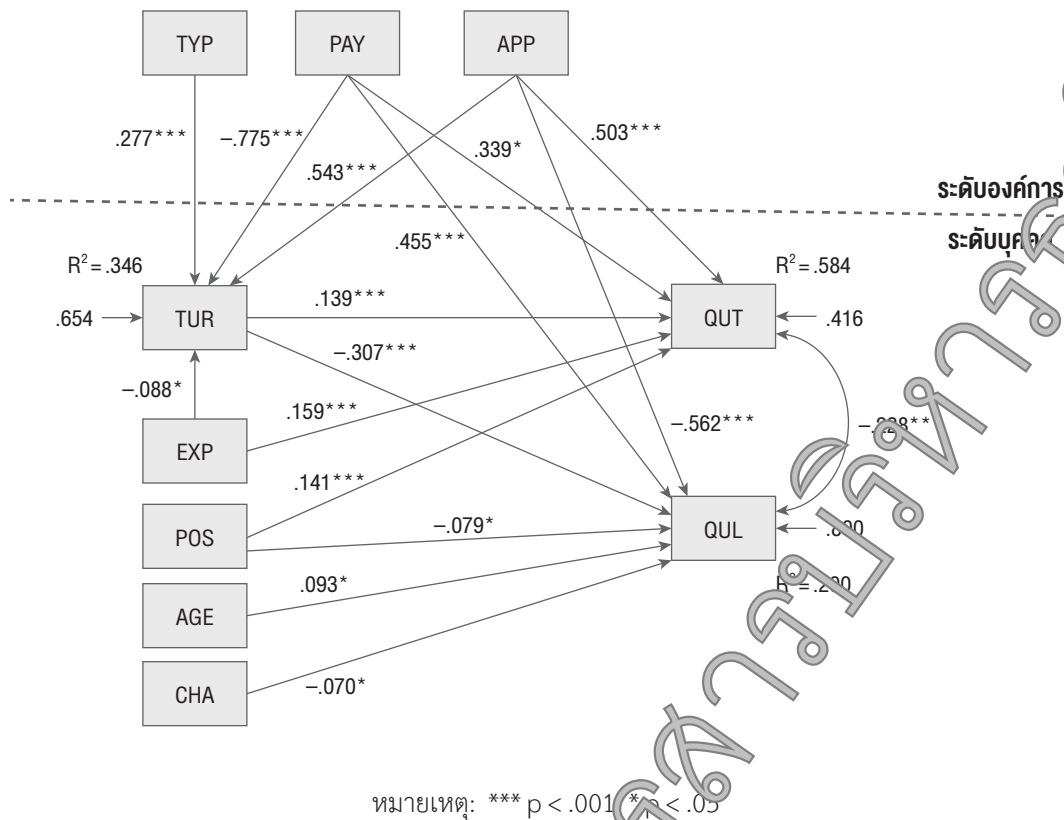 TYP PAY APP
.277*** –.775*** .543*** .339* .503***
ระดับองค์การ
.455***
R² = .346 R² = .584
.654 TUR .139*** QUT .416
–.307***
–.088*
EXP .159*** –.562***
.141***
POS –.079* QUL
.093*
AGE
CHA –.070*
หมายเหตุ: *** p < .001 * p < .05